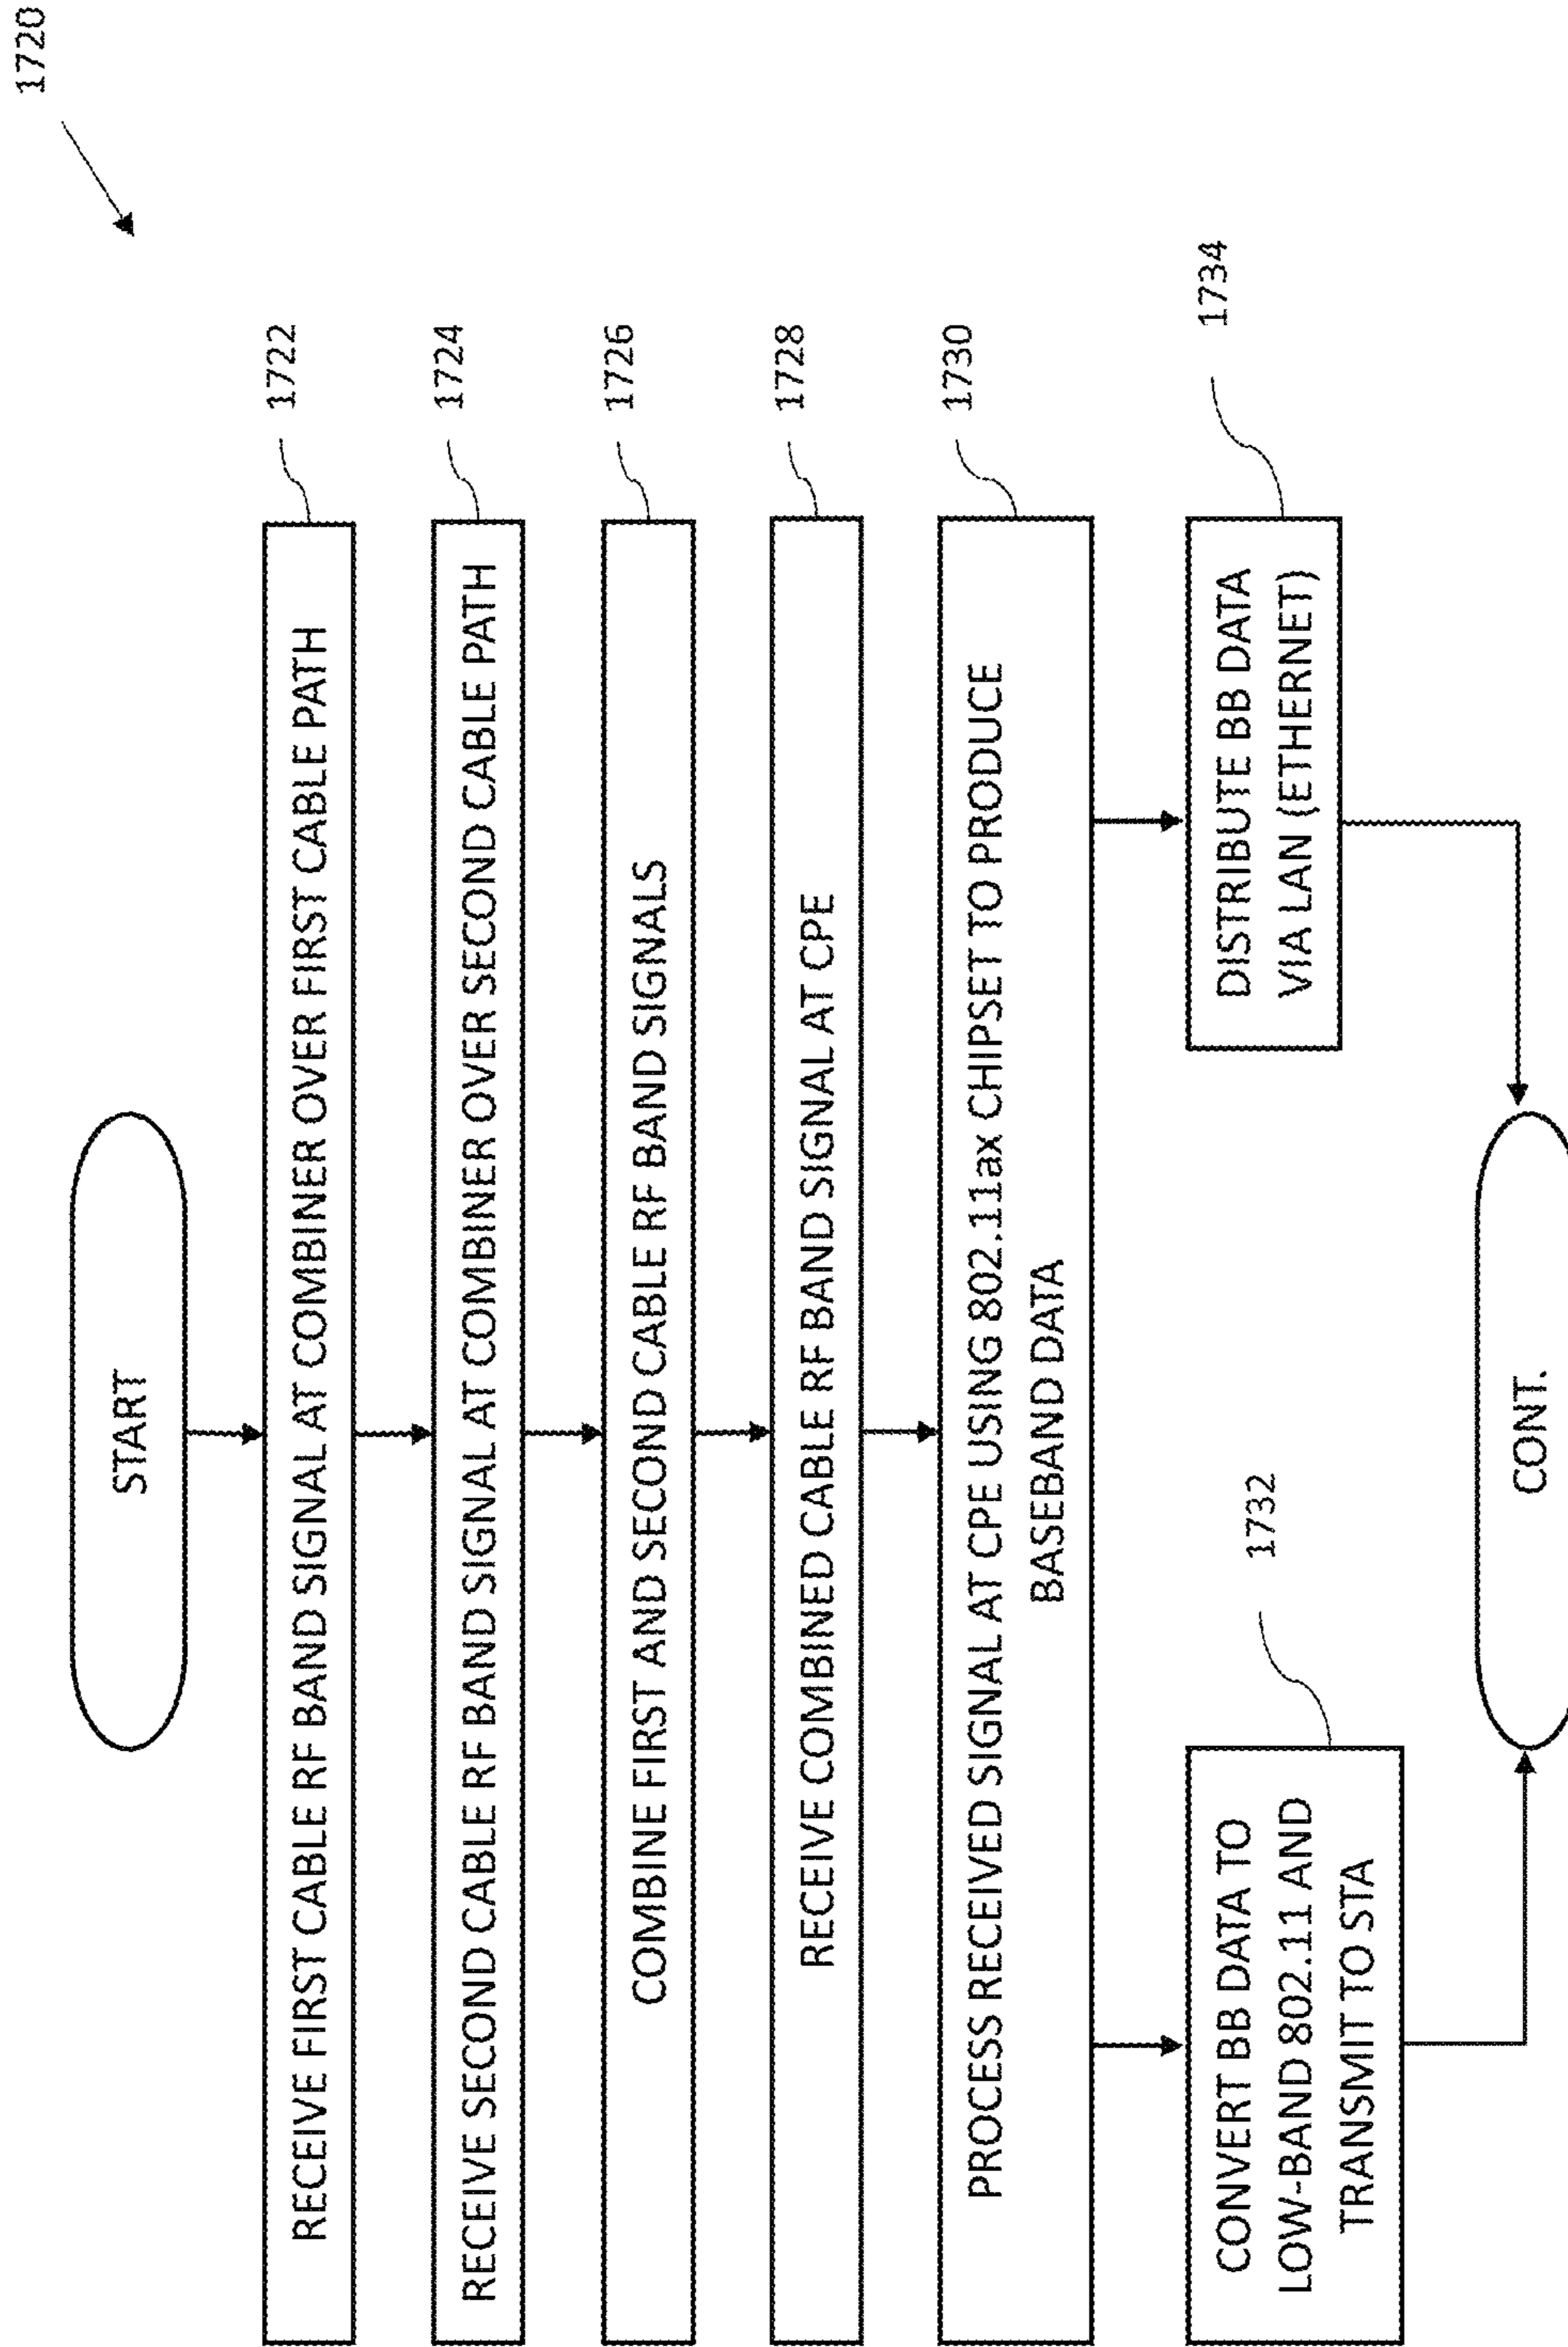 1720
START
RECEIVE FIRST CABLE RF BAND SIGNAL AT COMBINER OVER FIRST CABLE PATH
1722
RECEIVE SECOND CABLE RF BAND SIGNAL AT COMBINER OVER SECOND CABLE PATH
1724
COMBINE FIRST AND SECOND CABLE RF BAND SIGNALS
1726
RECEIVE COMBINED CABLE RF BAND SIGNAL AT CPE
1728
PROCESS RECEIVED SIGNAL AT CPE USING 802.11ax CHIPSET TO PRODUCE
BASEBAND DATA
1730
CONVERT BB DATA TO
LOW-BAND 802.11 AND
TRANSMIT TO STA
1732
DISTRIBUTE BB DATA
VIA LAN (ETHERNET)
1734
CONT.